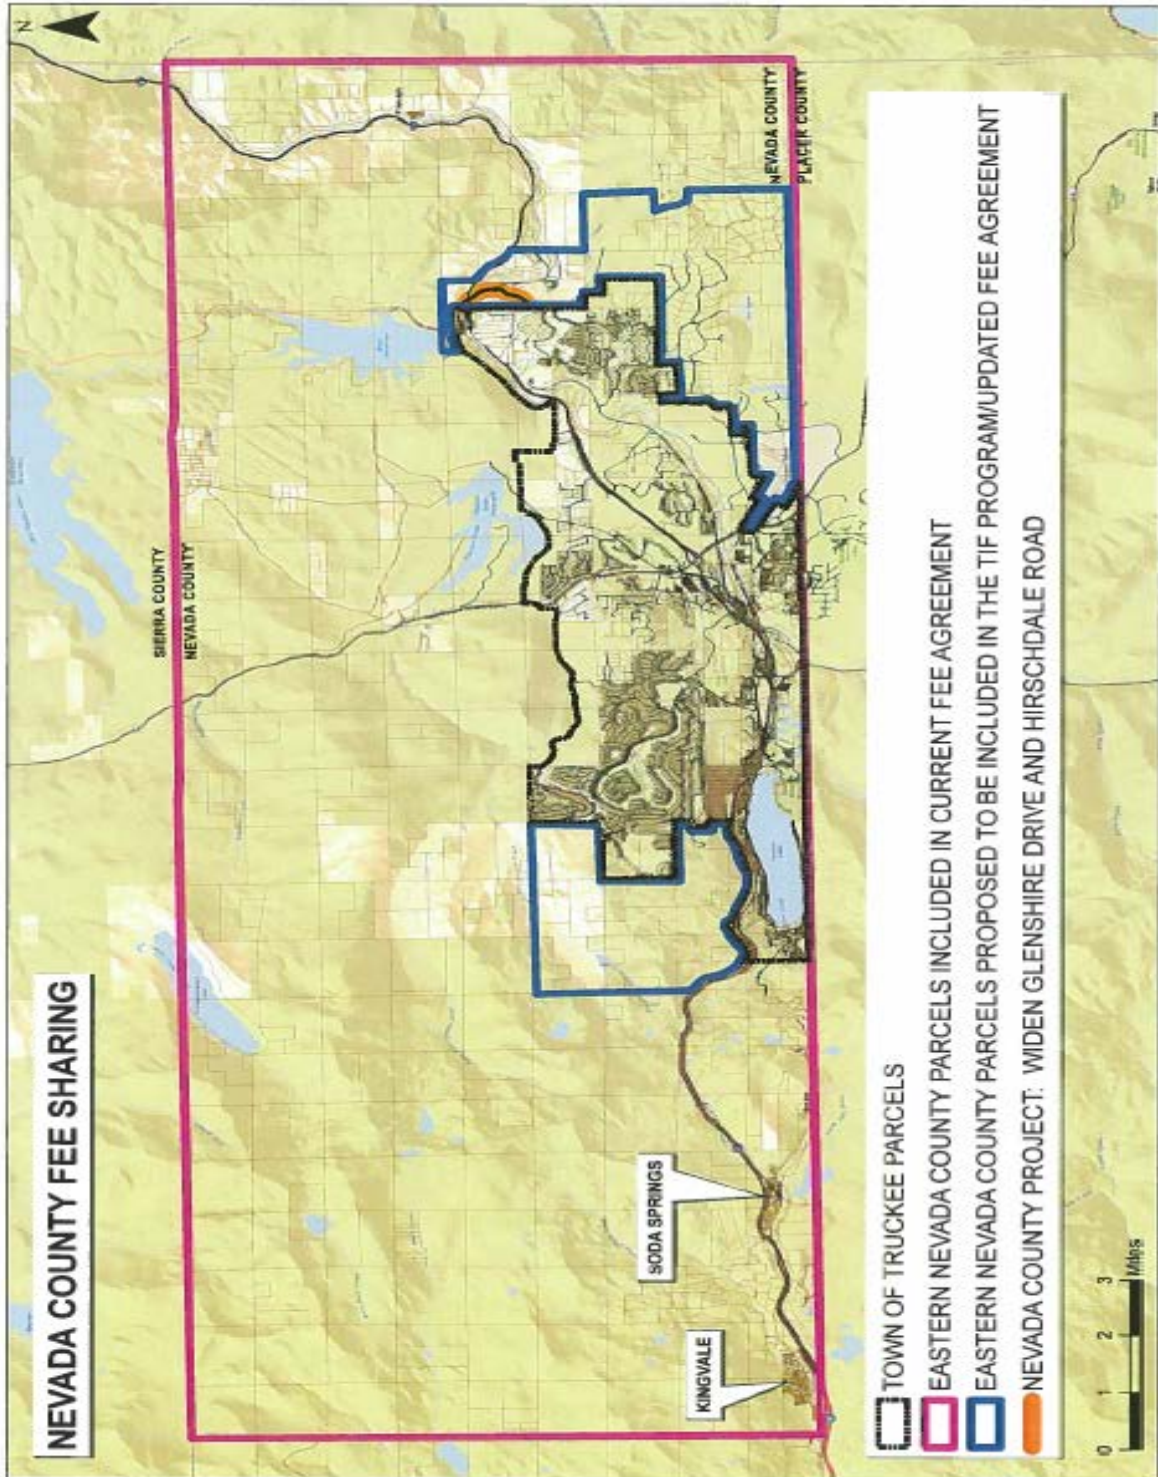 NEVADA COUNTY FEE SHARING
N
SIERRA COUNTY
NEVADA COUNTY
NEVADA COUNTY
PLACER COUNTY
SODA SPRINGS
KINGVALE
TOWN OF TRUCKEE PARCELS
EASTERN NEVADA COUNTY PARCELS INCLUDED IN CURRENT FEE AGREEMENT
EASTERN NEVADA COUNTY PARCELS PROPOSED TO BE INCLUDED IN THE TIF PROGRAM/UPDATED FEE AGREEMENT
NEVADA COUNTY PROJECT: WIDEN GLENSHIRE DRIVE AND HIRSCHDALE ROAD
0 1 2 3
Miles